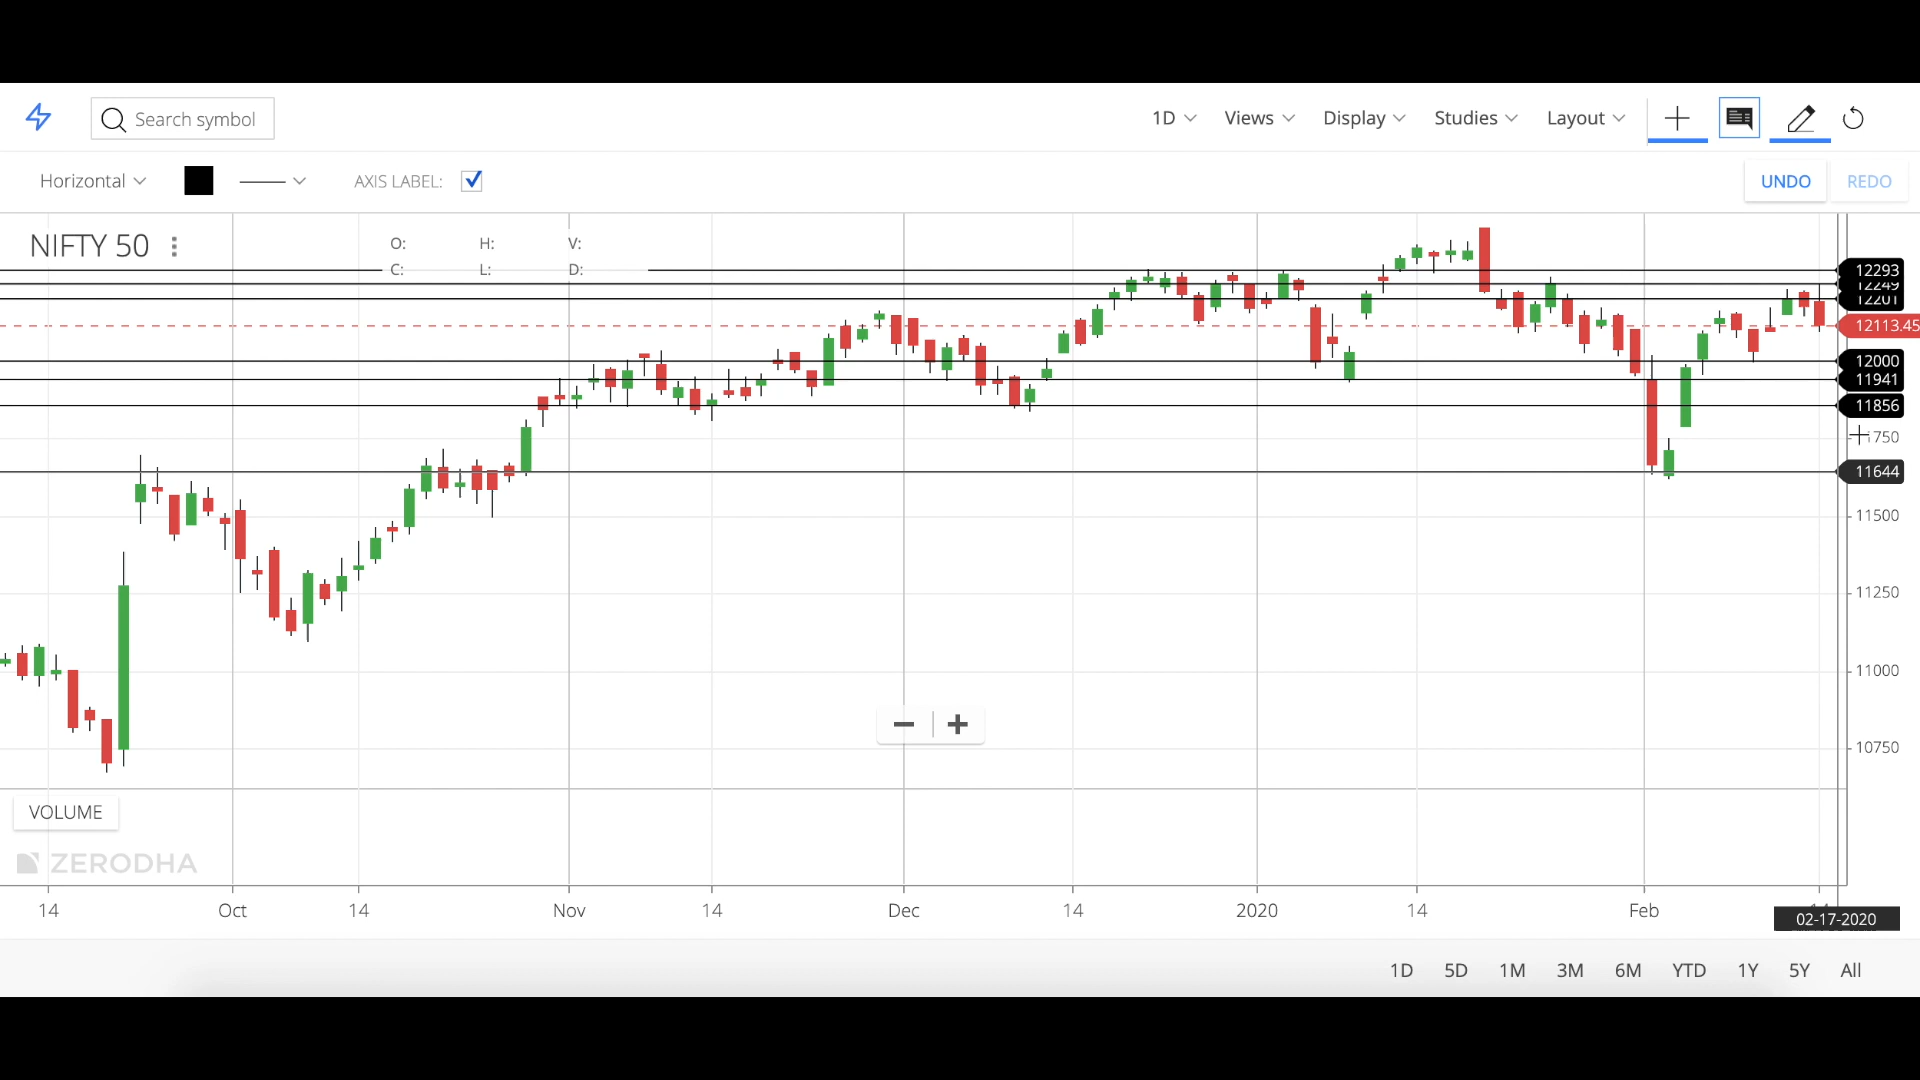 Search symbol
1D Views Display Studies Layout
Horizontal AXIS LABEL: UNDO REDO
NIFTY 50
O: H: V:
C: L: D:
12293
12249
12201
12113.45
12000
11941
11856
11644
11500
11250
11000
10750
VOLUME
ZERODHA
14 Oct 14 Nov 14 Dec 14 2020 14 Feb
02-17-2020
1D 5D 1M 3M 6M YTD 1Y 5Y All